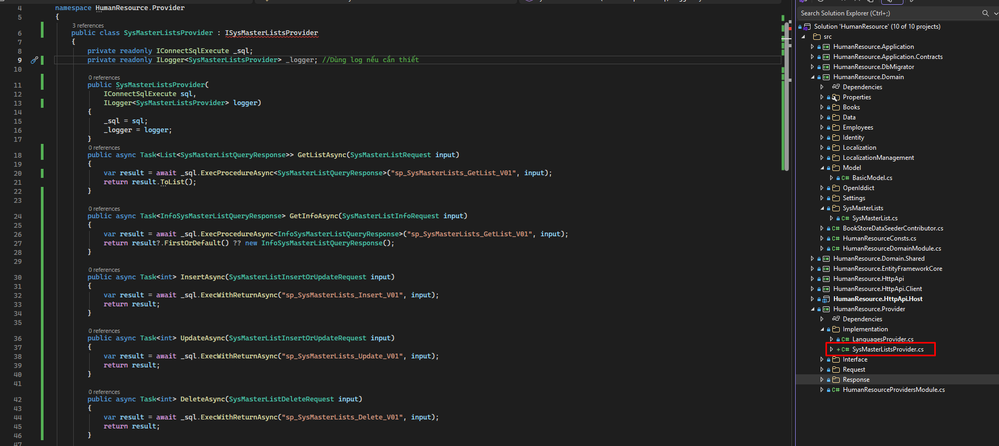 4 namespace HumanResource.Provider
5 {
3 references
6 public class SysMasterListsProvider : ISysMasterListsProvider
7 {
8 private readonly IConnectSqlExecute _sql;
9 private readonly ILogger<SysMasterListsProvider> _logger; //Dùng log nếu cần thiết
10
0 references
11 public SysMasterListsProvider(
12 IConnectSqlExecute sql,
13 ILogger<SysMasterListsProvider> logger)
14 {
15 _sql = sql;
16 _logger = logger;
17 }
0 references
18 public async Task<List<SysMasterListQueryResponse>> GetListAsync(SysMasterListRequest input)
19 {
20 var result = await _sql.ExecProcedureAsync<SysMasterListQueryResponse>("sp_SysMasterLists_GetList_V01", input);
21 return result.ToList();
22 }
23
0 references
24 public async Task<InfoSysMasterListQueryResponse> GetInfoAsync(SysMasterListInfoRequest input)
25 {
26 var result = await _sql.ExecProcedureAsync<InfoSysMasterListQueryResponse>("sp_SysMasterLists_GetList_V01", input);
27 return result?.FirstOrDefault() ?? new InfoSysMasterListQueryResponse();
28 }
29
0 references
30 public async Task<int> InsertAsync(SysMasterListInsertOrUpdateRequest input)
31 {
32 var result = await _sql.ExecWithReturnAsync("sp_SysMasterLists_Insert_V01", input);
33 return result;
34 }
35
0 references
36 public async Task<int> UpdateAsync(SysMasterListInsertOrUpdateRequest input)
37 {
38 var result = await _sql.ExecWithReturnAsync("sp_SysMasterLists_Update_V01", input);
39 return result;
40 }
41
0 references
42 public async Task<int> DeleteAsync(SysMasterListDeleteRequest input)
43 {
44 var result = await _sql.ExecWithReturnAsync("sp_SysMasterLists_Delete_V01", input);
45 return result;
46 }
47
Search Solution Explorer (Ctrl+;)
Solution 'HumanResource' (10 of 10 projects)
src
C# HumanResource.Application
C# HumanResource.Application.Contracts
C# HumanResource.DbMigrator
C# HumanResource.Domain
Dependencies
Properties
Books
Data
Employees
Identity
Localization
LocalizationManagement
Model
C# BasicModel.cs
OpenIddict
Settings
SysMasterLists
C# SysMasterList.cs
C# BookStoreDataSeederContributor.cs
C# HumanResourceConsts.cs
C# HumanResourceDomainModule.cs
C# HumanResource.Domain.Shared
C# HumanResource.EntityFrameworkCore
C# HumanResource.HttpApi
C# HumanResource.HttpApi.Client
HumanResource.HttpApi.Host
C# HumanResource.Provider
Dependencies
Implementation
C# LanguagesProvider.cs
+ C# SysMasterListsProvider.cs
Interface
Request
Response
C# HumanResourceProvidersModule.cs